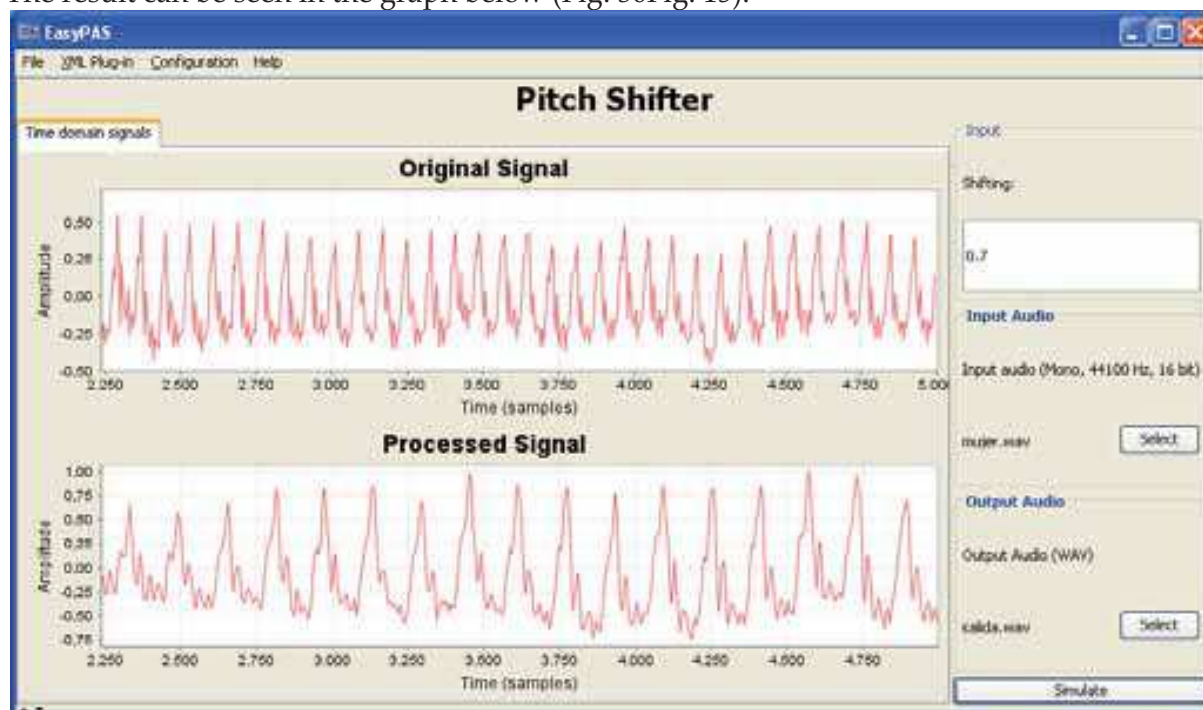 The result can be seen in the graph below (Fig. 30Fig. 15).
EasyPAS
File XML Plug-in Configuration Help
Pitch Shifter
Time domain signals
Original Signal
0.50
0.25
0.00
-0.25
-0.50
Amplitude
2.250 2.500 2.750 3.000 3.250 3.500 3.750 4.000 4.250 4.500 4.750 5.00
Time (samples)
Processed Signal
1.00
0.75
0.50
0.25
0.00
-0.25
-0.50
-0.75
Amplitude
2.250 2.500 2.750 3.000 3.250 3.500 3.750 4.000 4.250 4.500 4.750
Time (samples)
Input
Shifting:
0.7
Input Audio
Input audio (Mono, 44100 Hz, 16 bit)
mujer.wav Select
Output Audio
Output Audio (WAV)
salida.wav Select
Simulate